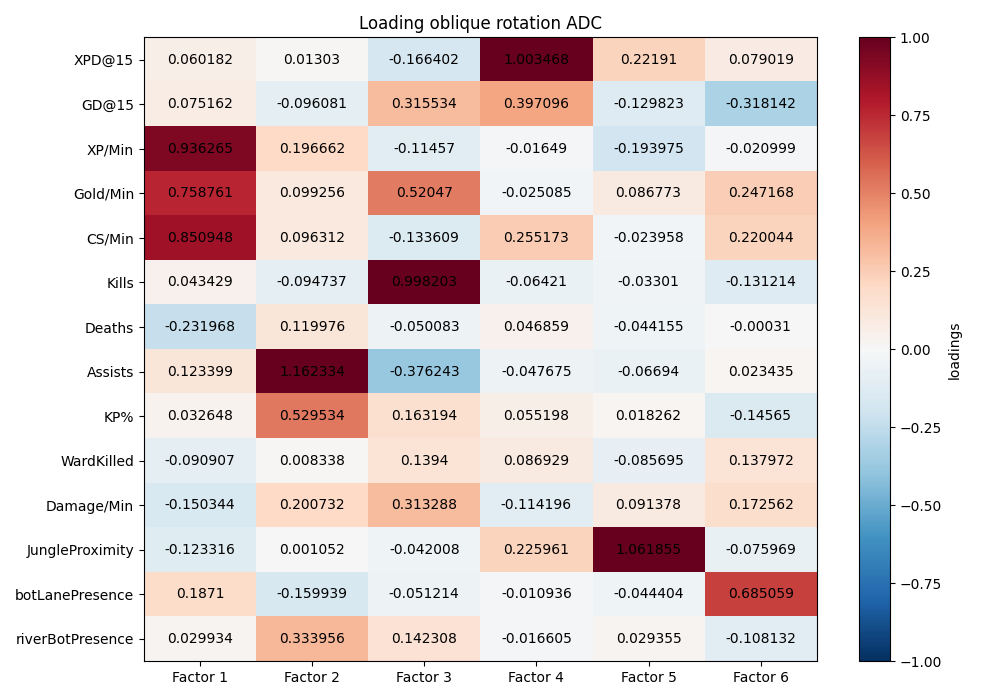 Loading oblique rotation ADC
XPD@15 0.060182 0.01303 -0.166402 1.003468 0.22191 0.079019
GD@15 0.075162 -0.096081 0.315534 0.397096 -0.129823 -0.318142
XP/Min 0.936265 0.196662 -0.11457 -0.01649 -0.193975 -0.020999
Gold/Min 0.758761 0.099256 0.52047 -0.025085 0.086773 0.247168
CS/Min 0.850948 0.096312 -0.133609 0.255173 -0.023958 0.220044
Kills 0.043429 -0.094737 0.998203 -0.06421 -0.03301 -0.131214
Deaths -0.231968 0.119976 -0.050083 0.046859 -0.044155 -0.00031
Assists 0.123399 1.162334 -0.376243 -0.047675 -0.06694 0.023435
KP% 0.032648 0.529534 0.163194 0.055198 0.018262 -0.14565
WardKilled -0.090907 0.008338 0.1394 0.086929 -0.085695 0.137972
Damage/Min -0.150344 0.200732 0.313288 -0.114196 0.091378 0.172562
JungleProximity -0.123316 0.001052 -0.042008 0.225961 1.061855 -0.075969
botLanePresence 0.1871 -0.159939 -0.051214 -0.010936 -0.044404 0.685059
riverBotPresence 0.029934 0.333956 0.142308 -0.016605 0.029355 -0.108132
Factor 1 Factor 2 Factor 3 Factor 4 Factor 5 Factor 6
1.00
0.75
0.50
0.25
0.00
−0.25
−0.50
−0.75
−1.00
loadings